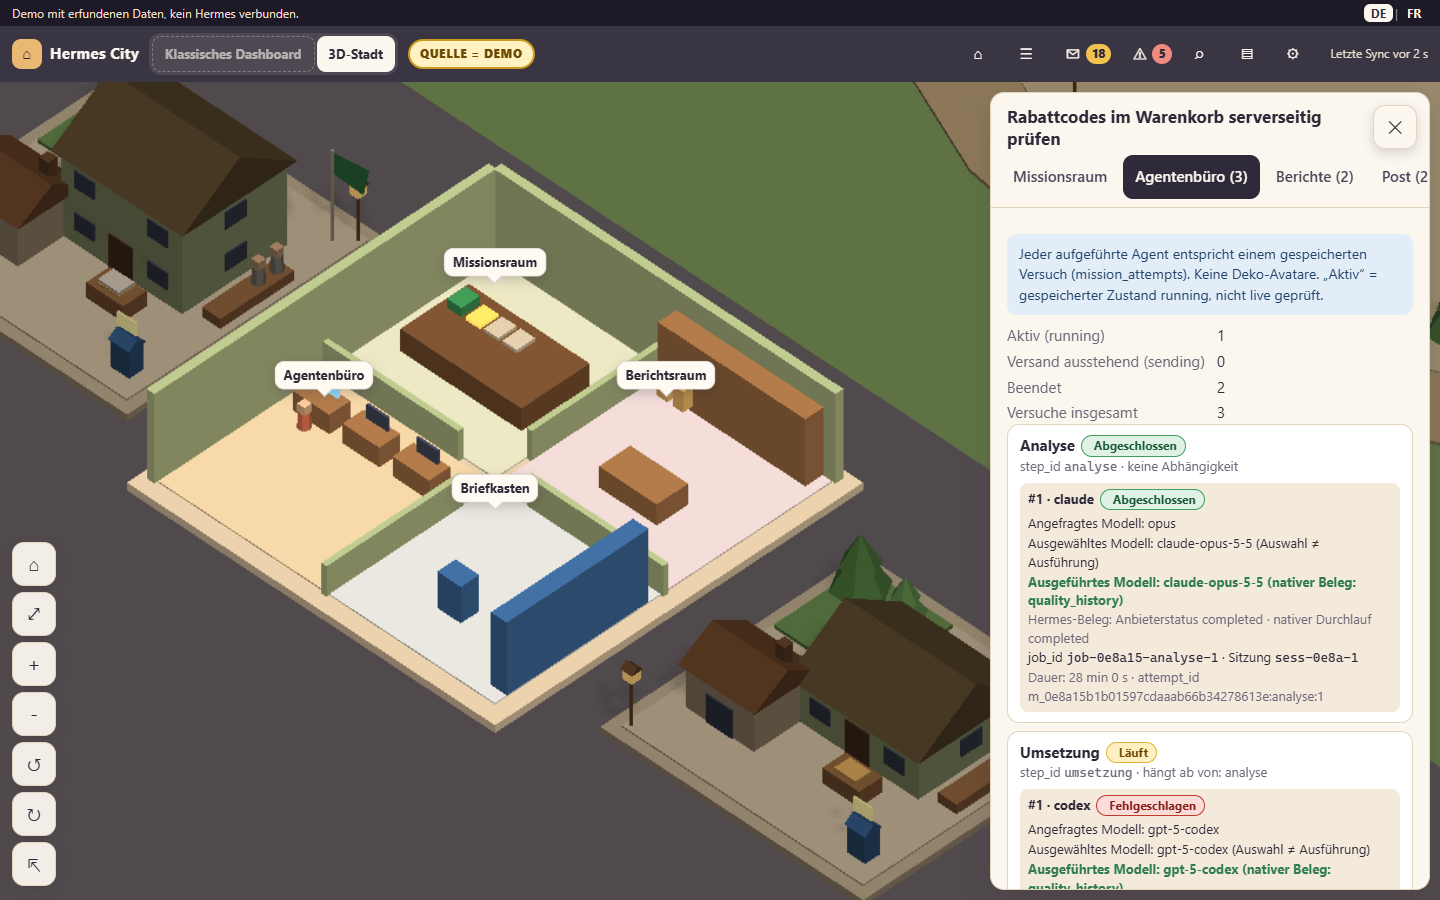 Demo mit erfundenen Daten, kein Hermes verbunden.
DE | FR
Hermes City
Klassisches Dashboard
3D-Stadt
QUELLE = DEMO
18
5
Letzte Sync vor 2 s
Missionsraum
Agentenbüro
Berichtsraum
Briefkasten
Rabattcodes im Warenkorb serverseitig
prüfen
Missionsraum
Agentenbüro (3)
Berichte (2)
Post (2
Jeder aufgeführte Agent entspricht einem gespeicherten
Versuch (mission_attempts). Keine Deko-Avatare. „Aktiv“ =
gespeicherter Zustand running, nicht live geprüft.
Aktiv (running) 1
Versand ausstehend (sending) 0
Beendet 2
Versuche insgesamt 3
Analyse Abgeschlossen
step_id analyse · keine Abhängigkeit
#1 · claude Abgeschlossen
Angefragtes Modell: opus
Ausgewähltes Modell: claude-opus-5-5 (Auswahl ≠
Ausführung)
Ausgeführtes Modell: claude-opus-5-5 (nativer Beleg:
quality_history)
Hermes-Beleg: Anbieterstatus completed · nativer Durchlauf
completed
job_id job-0e8a15-analyse-1 · Sitzung sess-0e8a-1
Dauer: 28 min 0 s · attempt_id
m_0e8a15b1b01597cdaaab66b34278613e:analyse:1
Umsetzung Läuft
step_id umsetzung · hängt ab von: analyse
#1 · codex Fehlgeschlagen
Angefragtes Modell: gpt-5-codex
Ausgewähltes Modell: gpt-5-codex (Auswahl ≠ Ausführung)
Ausgeführtes Modell: gpt-5-codex (nativer Beleg:
quality_history)